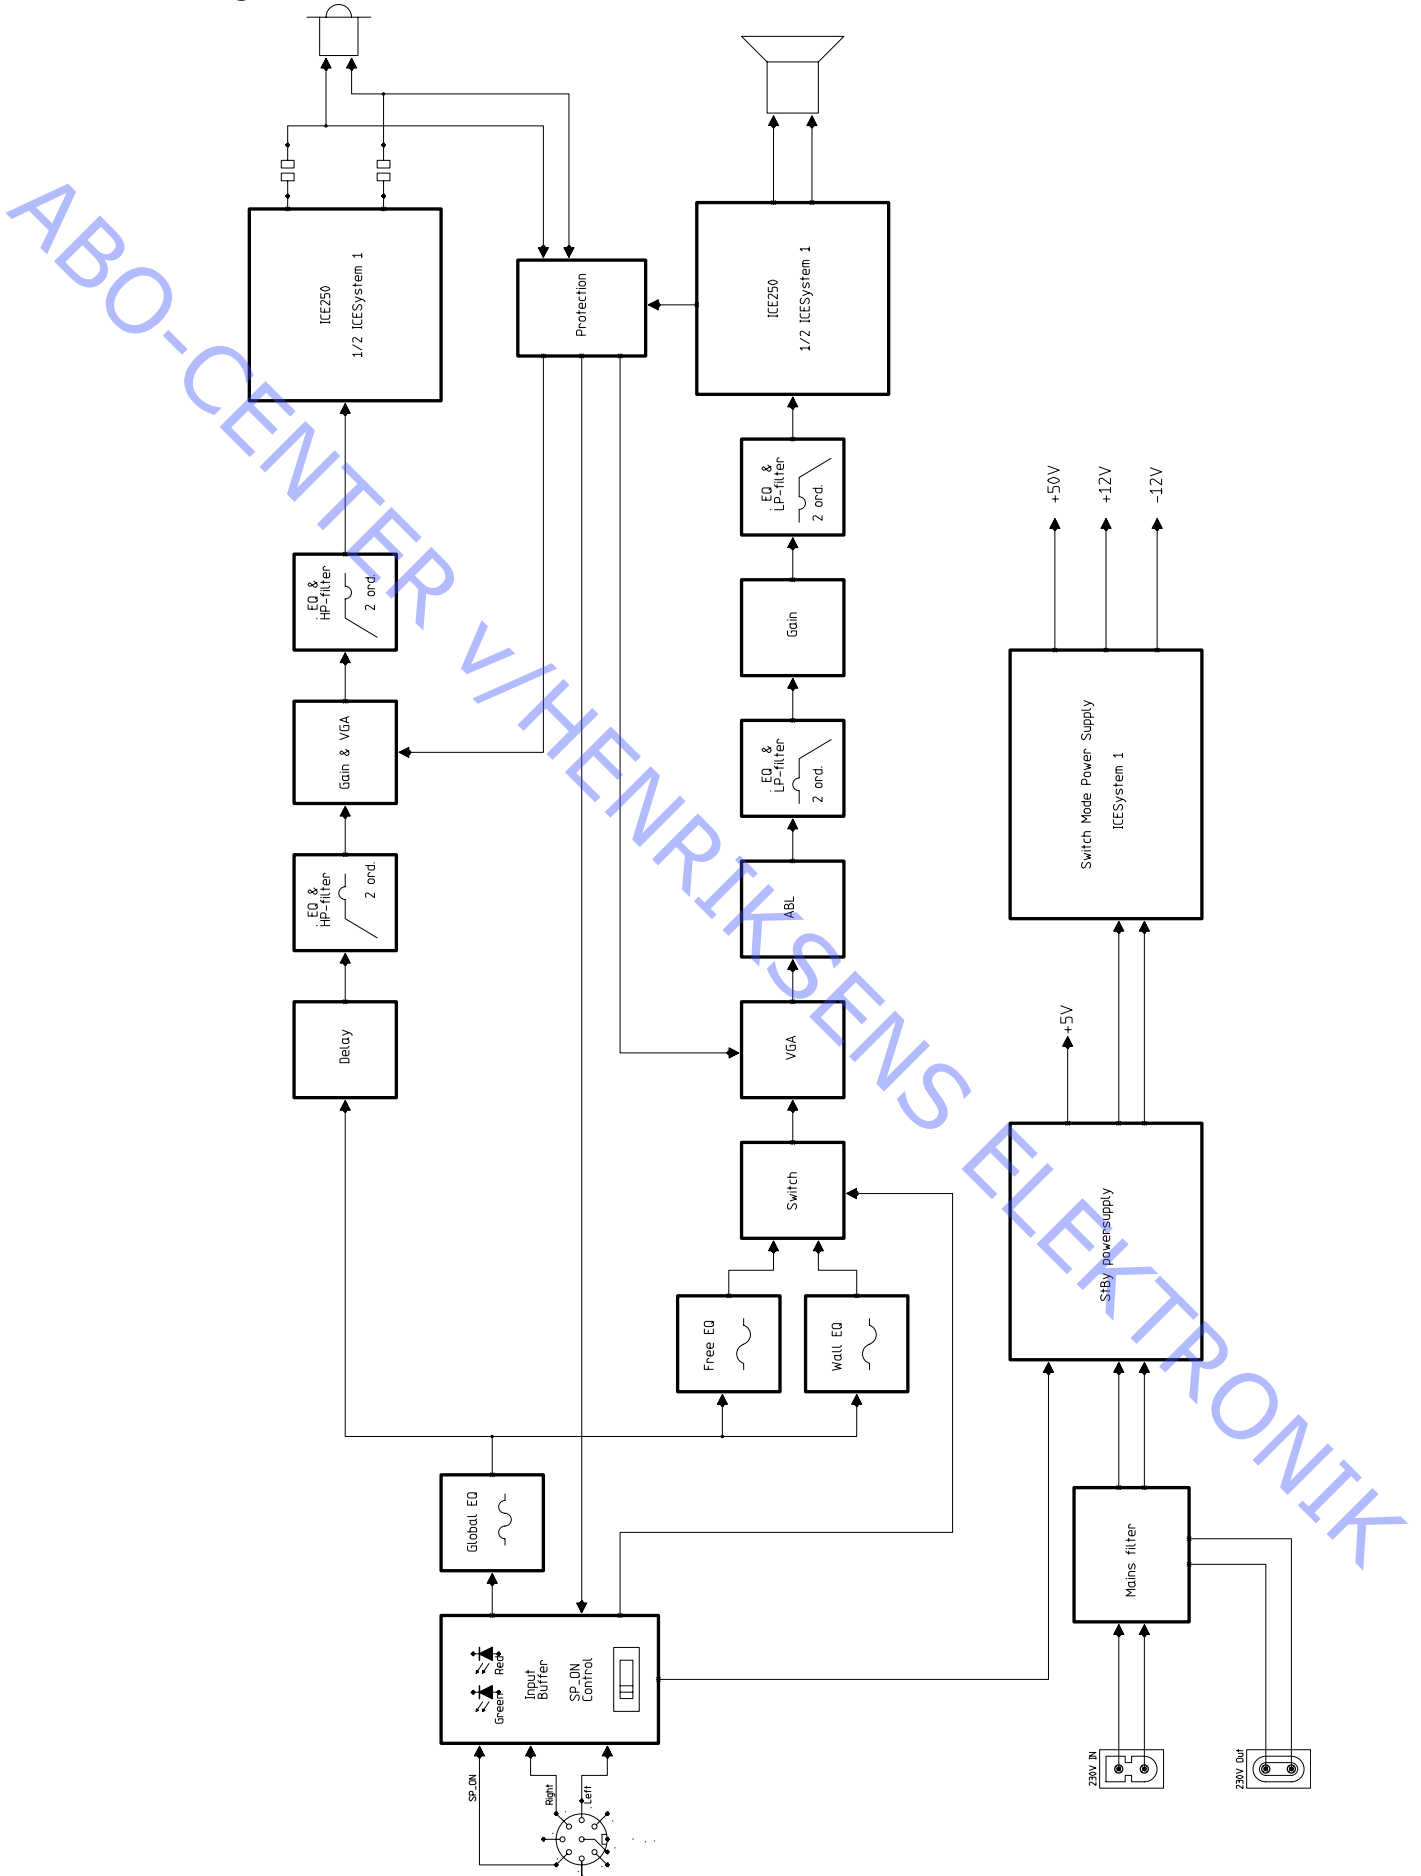 ICE250
1/2 ICESystem 1
Protection
ICE250
1/2 ICESystem 1
EQ &
HP-filter
2 ord.
Gain & VGA
EQ &
HP-filter
2 ord.
Delay
EQ &
LP-filter
2 ord.
Gain
EQ &
LP-filter
2 ord.
ABL
VGA
Switch
Free EQ
Wall EQ
Global EQ
Red
Green
Input
Buffer
SP_ON
Control
SP_ON
Right
Left
+50V
+12V
-12V
Switch Mode Power Supply
ICESystem 1
+5V
StBy powersupply
Mains filter
230V IN
230V Out
ABO-CENTER v/HENRIKSENS ELEKTRONIK